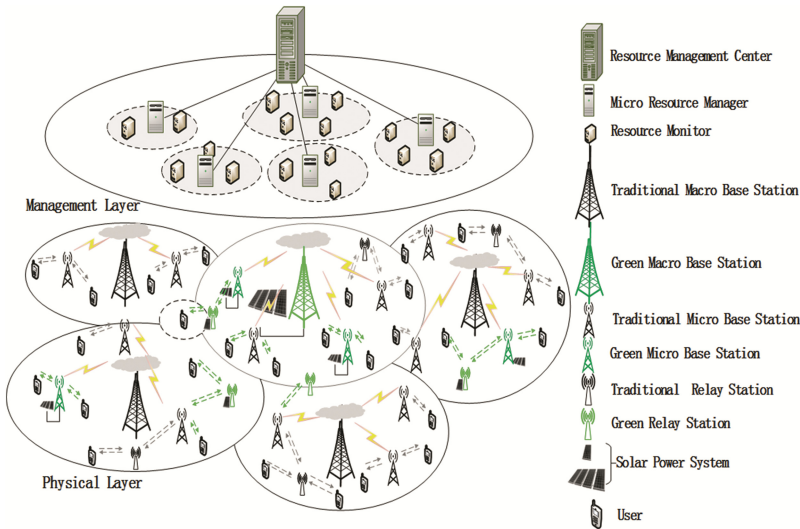 Resource Management Center
Micro Resource Manager
Resource Monitor
Traditional Macro Base Station
Management Layer
Green Macro Base Station
Traditional Micro Base Station
Green Micro Base Station
Traditional Relay Station
Green Relay Station
Solar Power System
Physical Layer
User